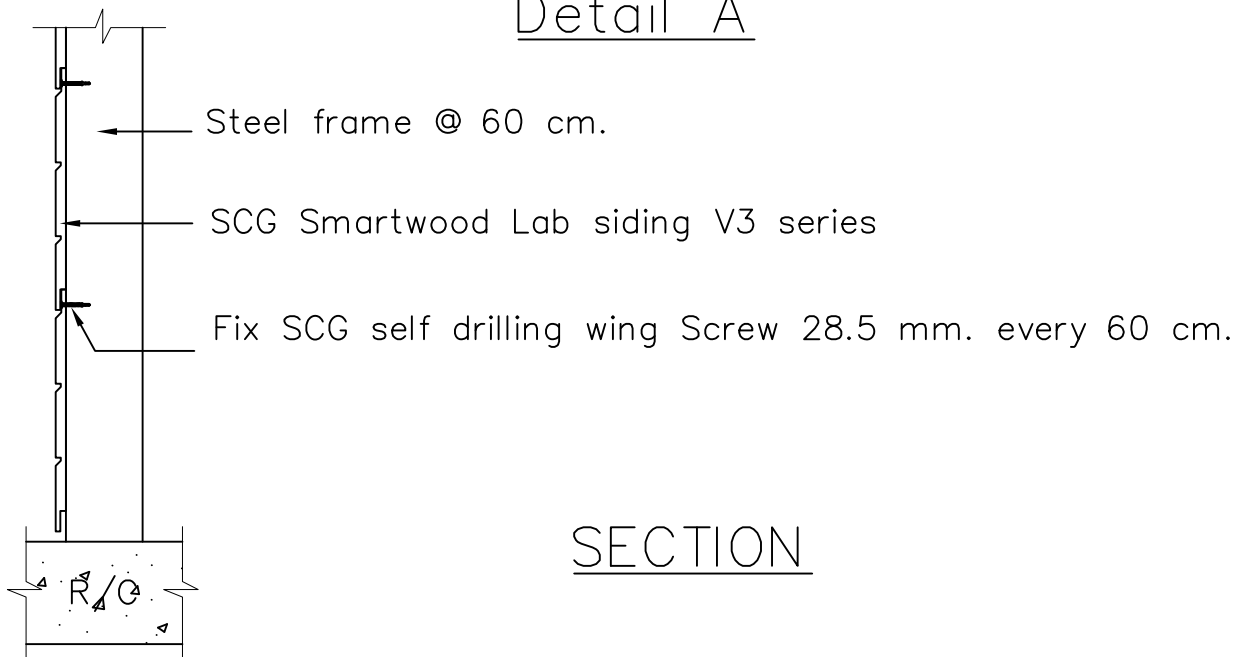 Detail A
Steel frame @ 60 cm.
SCG Smartwood Lab siding V3 series
Fix SCG self drilling wing Screw 28.5 mm. every 60 cm.
SECTION
R/C